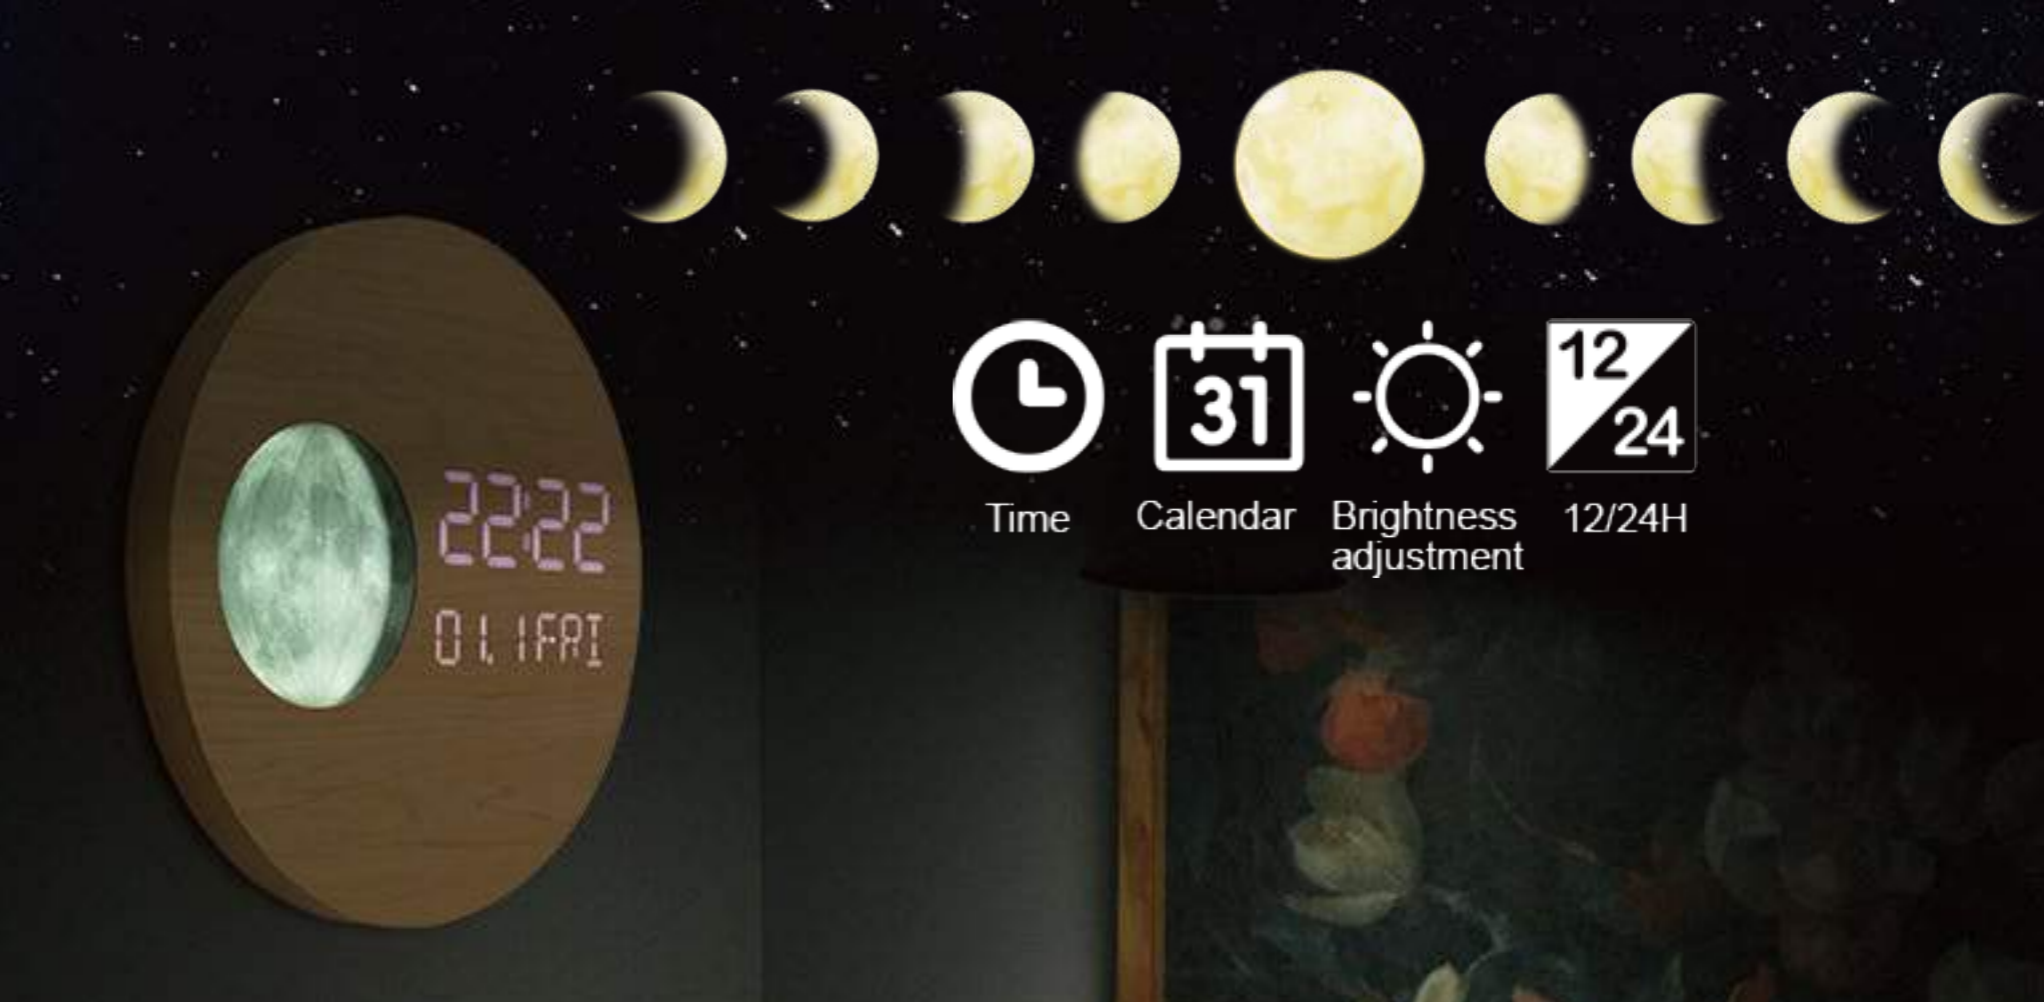 22:22
01.1FRI
31
12
24
Time
Calendar
Brightness
adjustment
12/24H